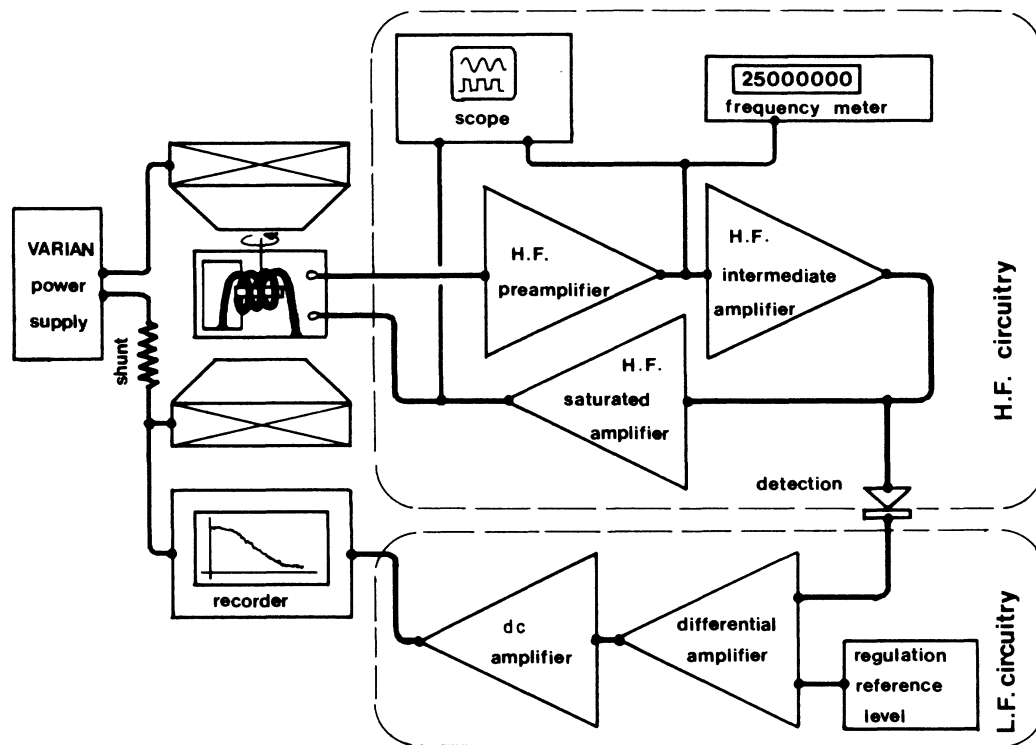 scope
25000000
frequency meter
VARIAN
power
supply
shunt
H.F.
preamplifier
H.F.
intermediate
amplifier
H.F.
saturated
amplifier
H.F. circuitry
detection
recorder
dc
amplifier
differential
amplifier
regulation
reference
level
L.F. circuitry